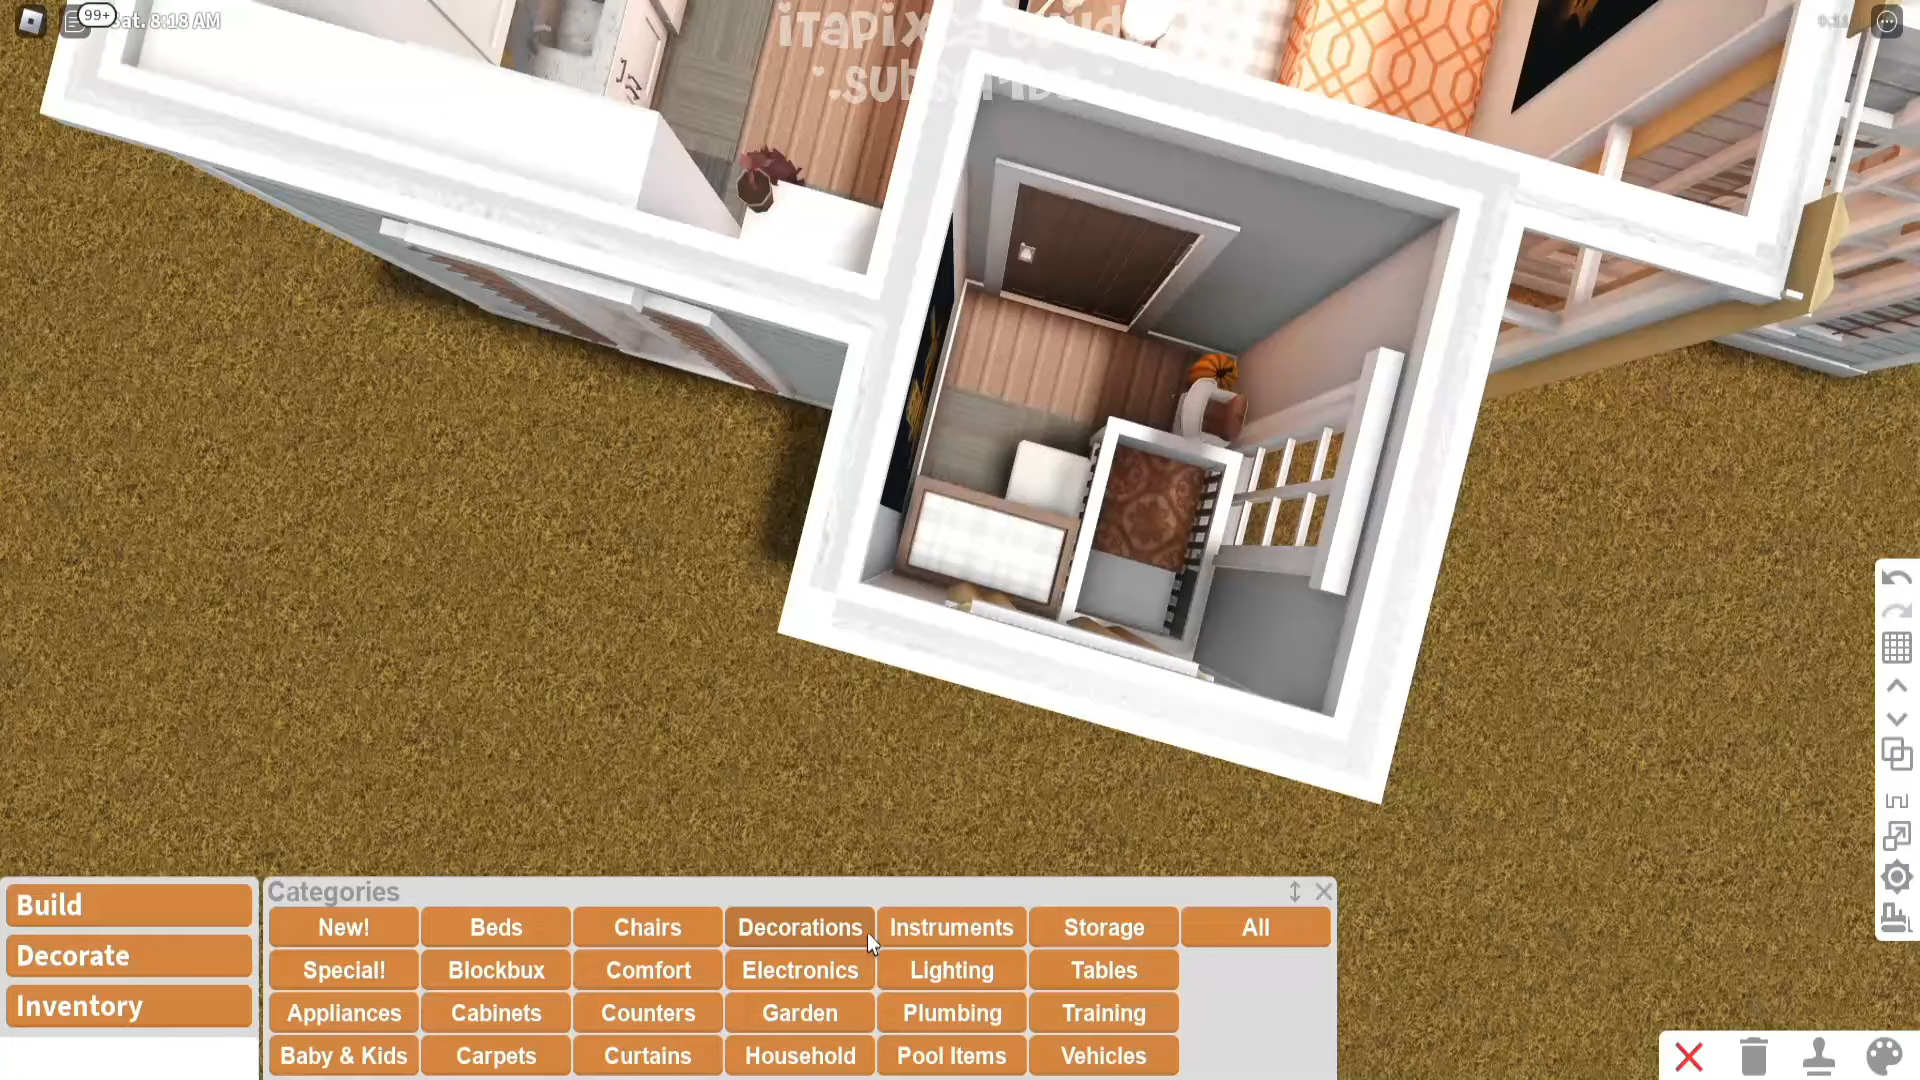 99+
Sat. 8:18 AM
Build
Decorate
Inventory
Categories
New!
Beds
Chairs
Decorations
Instruments
Storage
All
Special!
Blockbux
Comfort
Electronics
Lighting
Tables
Appliances
Cabinets
Counters
Garden
Plumbing
Training
Baby & Kids
Carpets
Curtains
Household
Pool Items
Vehicles